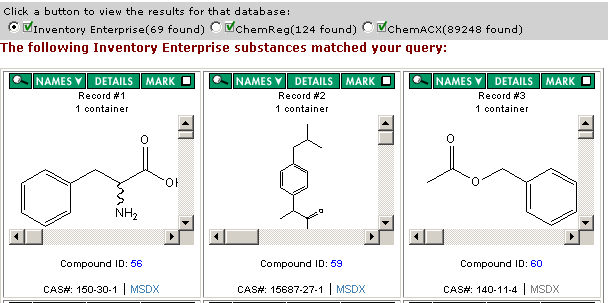 Click a button to view the results for that database:
Inventory Enterprise(69 found) ChemReg(124 found) ChemACX(89248 found)
The following Inventory Enterprise substances matched your query:
NAMES DETAILS MARK NAMES DETAILS MARK NAMES DETAILS MARK
Record #1 Record #2 Record #3
1 container 1 container 1 container
O
OH
NH2
O
O
O
Compound ID: 56 Compound ID: 59 Compound ID: 60
CAS#: 150-30-1 | MSDX CAS#: 15687-27-1 | MSDX CAS#: 140-11-4 | MSDX